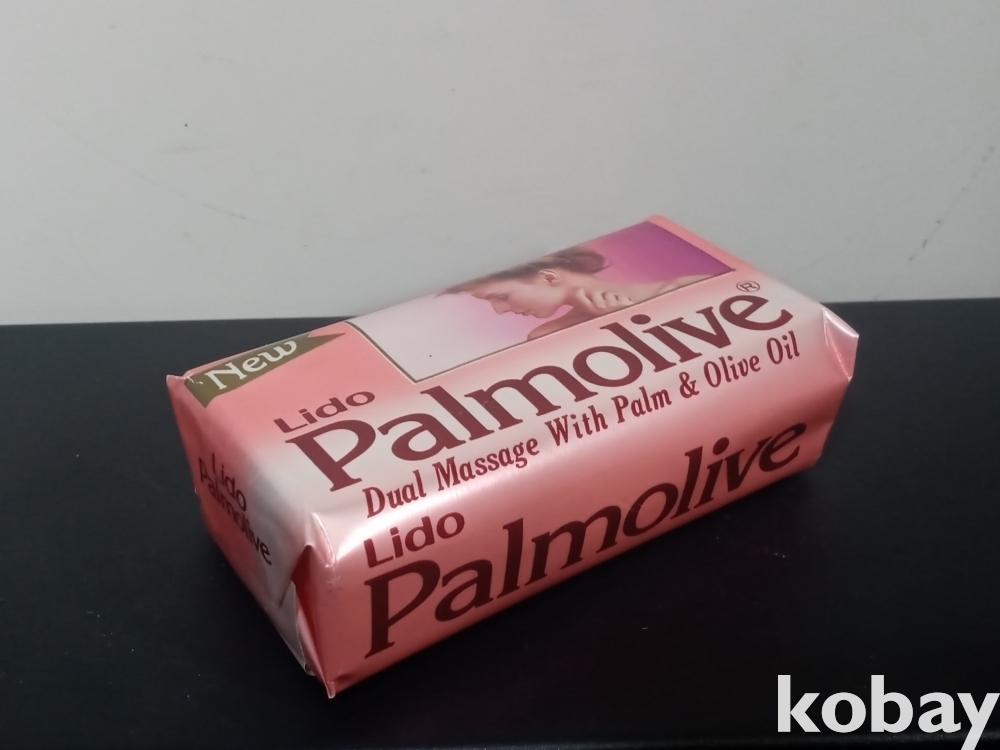 New
Lido
Palmolive®
Dual Massage With Palm & Olive Oil
Lido
Palmolive
Lido
Palmolive
kobay